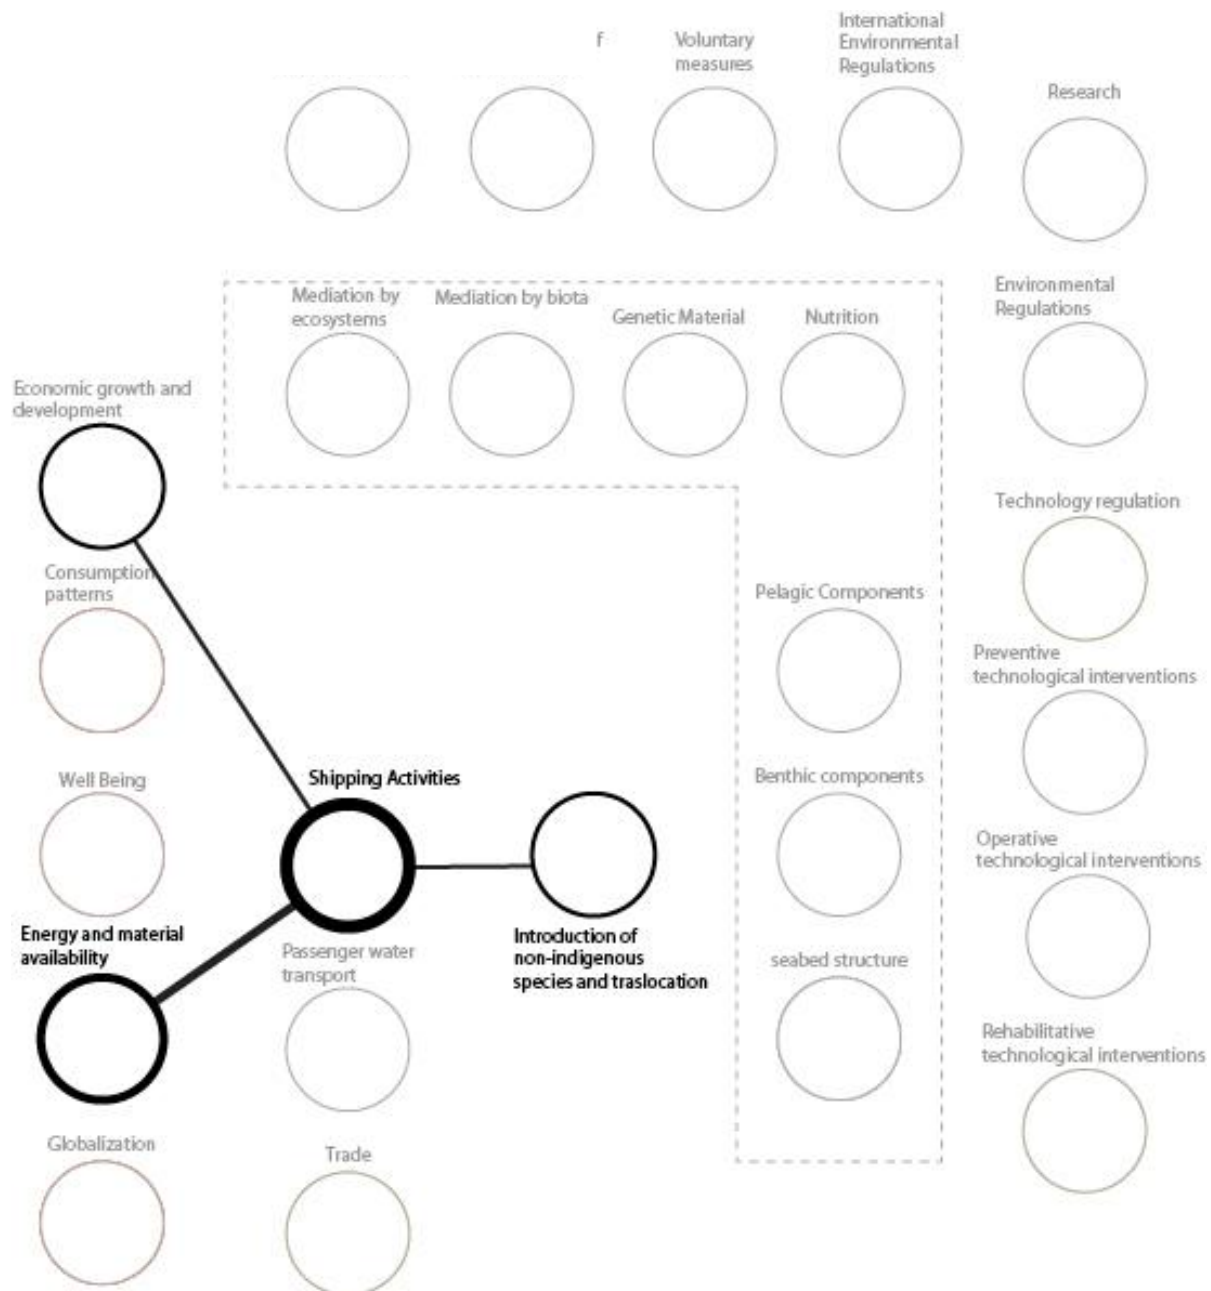 f
Voluntary
measures
International
Environmental
Regulations
Research
Mediation by
ecosystems
Mediation by biota
Genetic Material
Nutrition
Environmental
Regulations
Economic growth and
development
Technology regulation
Consumption
patterns
Pelagic Components
Preventive
technological interventions
Well Being
Shipping Activities
Benthic components
Operative
technological interventions
Energy and material
availability
Passenger water
transport
Introduction of
non-indigenous
species and traslocation
seabed structure
Rehabilitative
technological interventions
Globalization
Trade